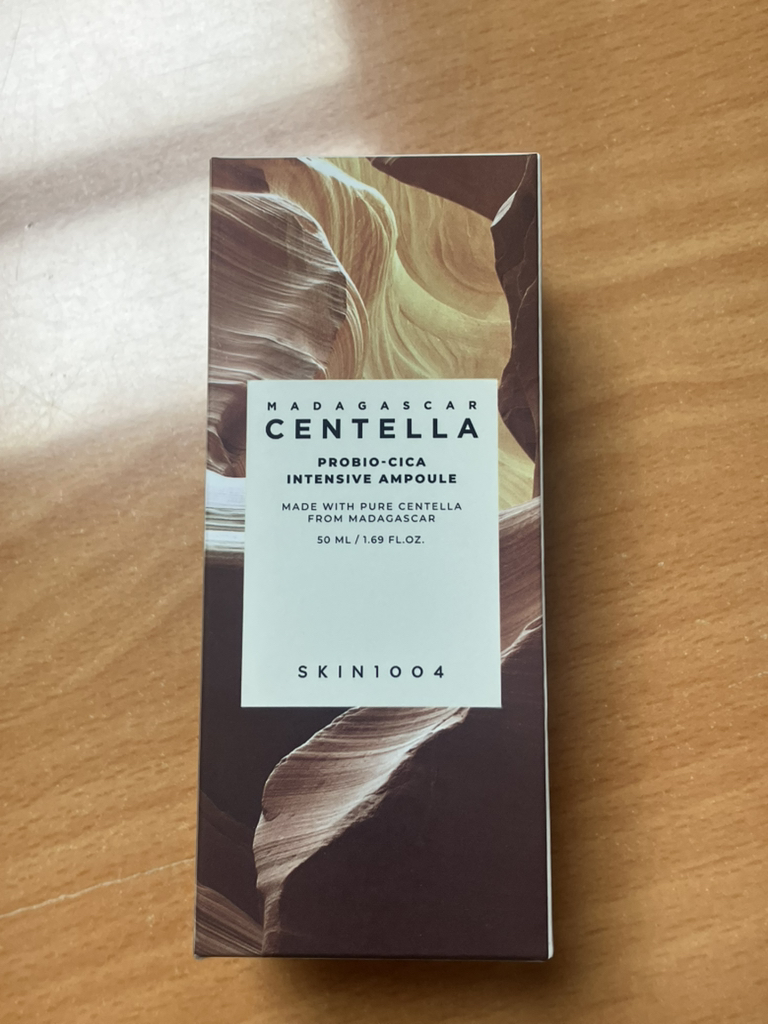 MADAGASCAR
CENTELLA
PROBIO-CICA
INTENSIVE AMPOULE
MADE WITH PURE CENTELLA
FROM MADAGASCAR
50 ML / 1.69 FL.OZ.
SKIN1004